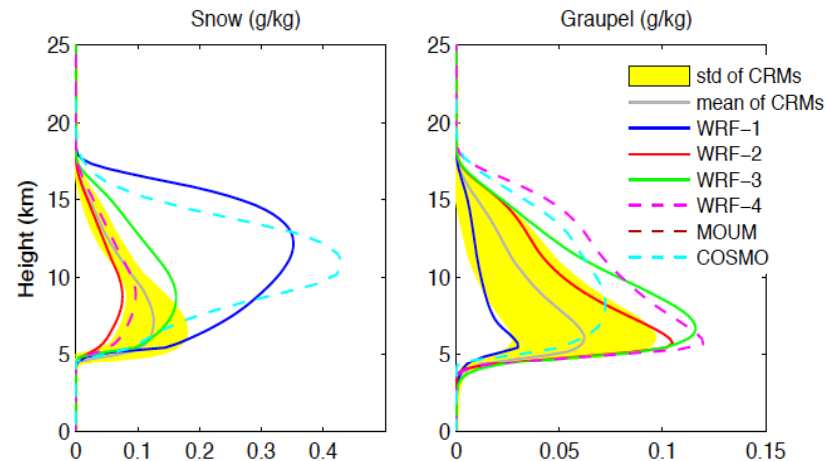 Snow (g/kg)
Graupel (g/kg)
25
20
15
10
5
0
Height (km)
0
0.1
0.2
0.3
0.4
25
20
15
10
5
0
0
0.05
0.1
0.15
std of CRMs
mean of CRMs
WRF−1
WRF−2
WRF−3
WRF−4
MOUM
COSMO